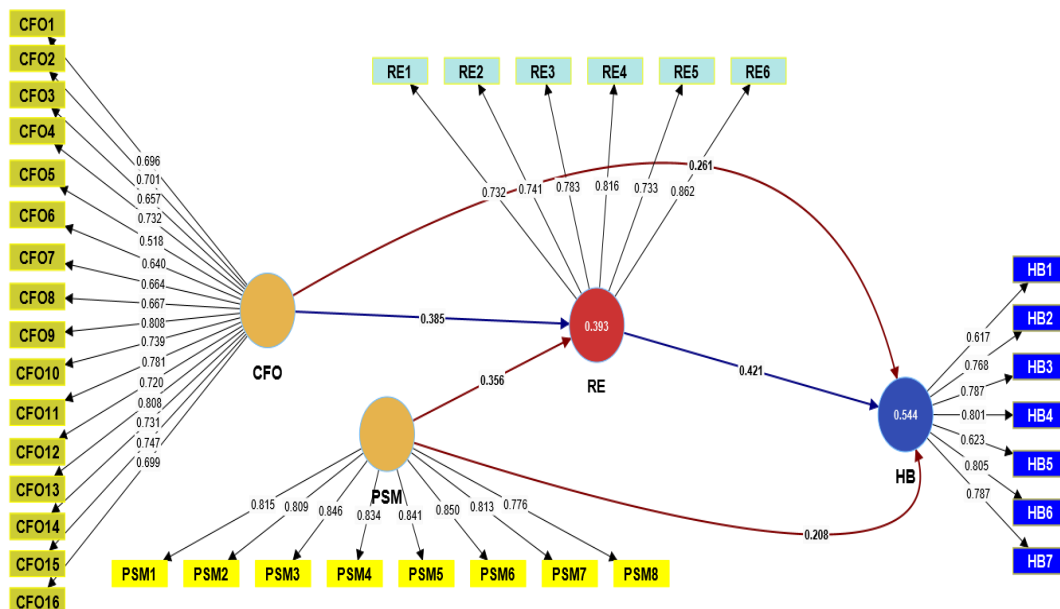 CFO1
CFO2
CFO3
CFO4
CFO5
CFO6
CFO7
CFO8
CFO9
CFO10
CFO11
CFO12
CFO13
CFO14
CFO15
CFO16
0.696
0.701
0.657
0.732
0.518
0.640
0.664
0.667
0.808
0.739
0.781
0.720
0.808
0.731
0.747
0.699
CFO
RE1 RE2 RE3 RE4 RE5 RE6
0.732 0.741 0.783 0.816 0.733 0.862
0.261
0.385
0.393
RE
0.356
0.421
PSM
0.815 0.809 0.846 0.834 0.841 0.850 0.813 0.776
PSM1 PSM2 PSM3 PSM4 PSM5 PSM6 PSM7 PSM8
0.208
0.544
HB
0.617
0.768
0.787
0.801
0.623
0.805
0.787
HB1
HB2
HB3
HB4
HB5
HB6
HB7